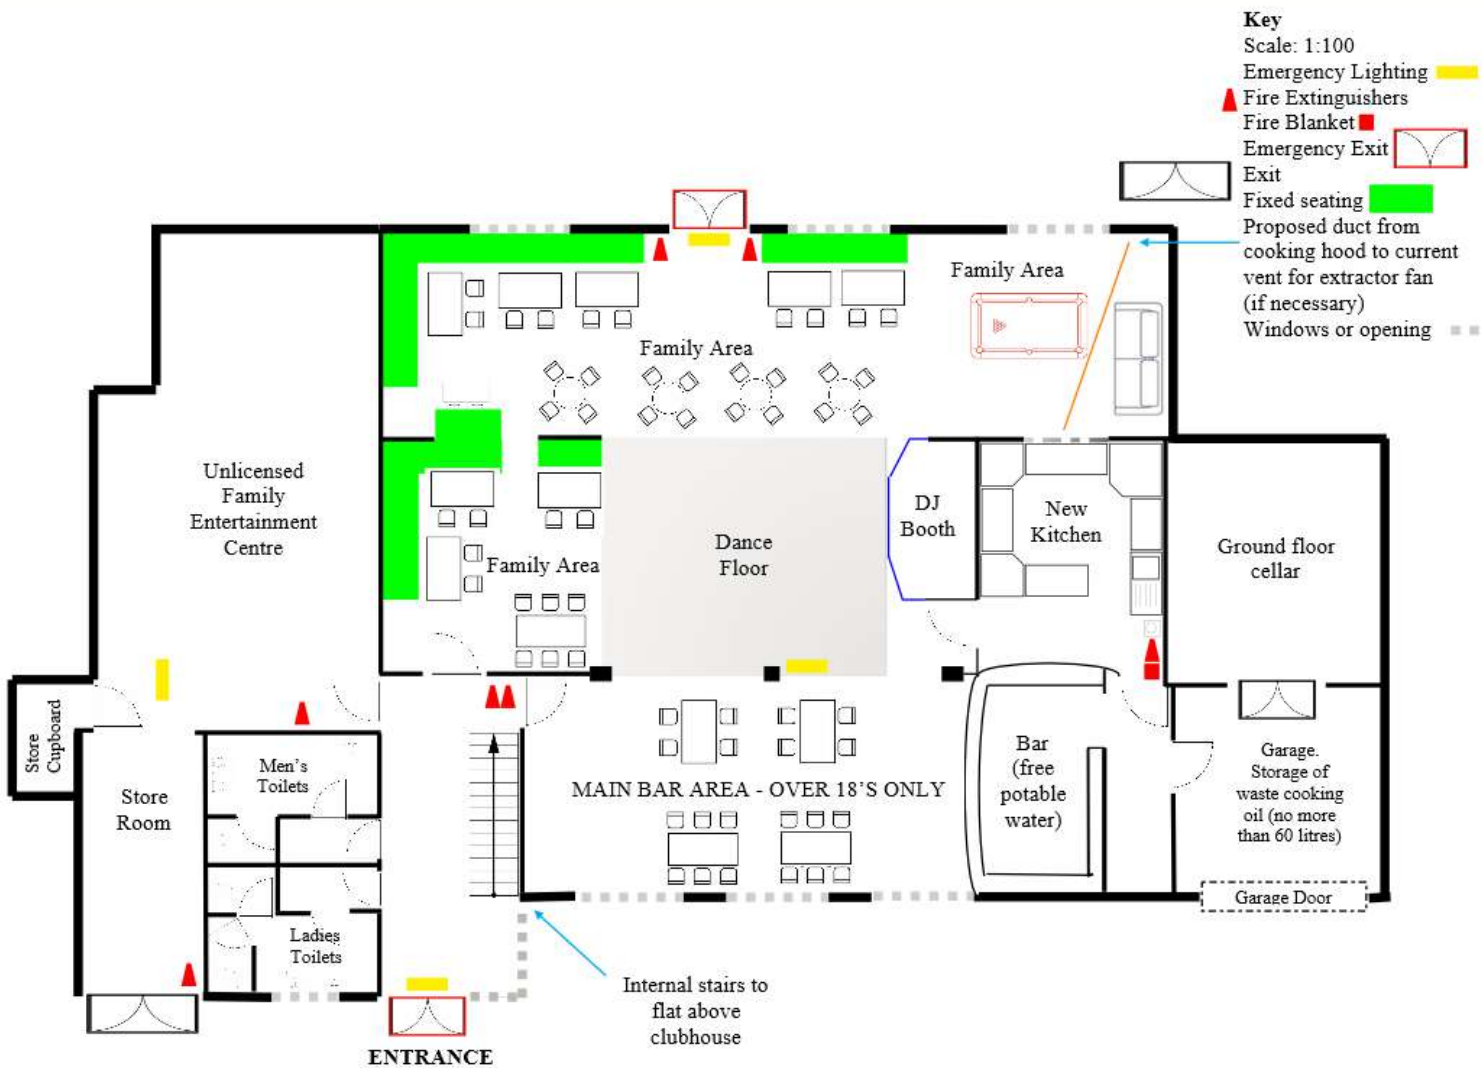 Key
Scale: 1:100
Emergency Lighting
Fire Extinguishers
Fire Blanket
Emergency Exit
Exit
Fixed seating
Proposed duct from
cooking hood to current
vent for extractor fan
(if necessary)
Windows or opening
Family Area
Family Area
Unlicensed
Family
Entertainment
Centre
DJ
Booth
New
Kitchen
Ground floor
cellar
Dance
Floor
Family Area
Store
Cupboard
Men's
Toilets
Store
Room
MAIN BAR AREA - OVER 18'S ONLY
Bar
(free
potable
water)
Garage.
Storage of
waste cooking
oil (no more
than 60 litres)
Garage Door
Ladies
Toilets
Internal stairs to
flat above
clubhouse
ENTRANCE